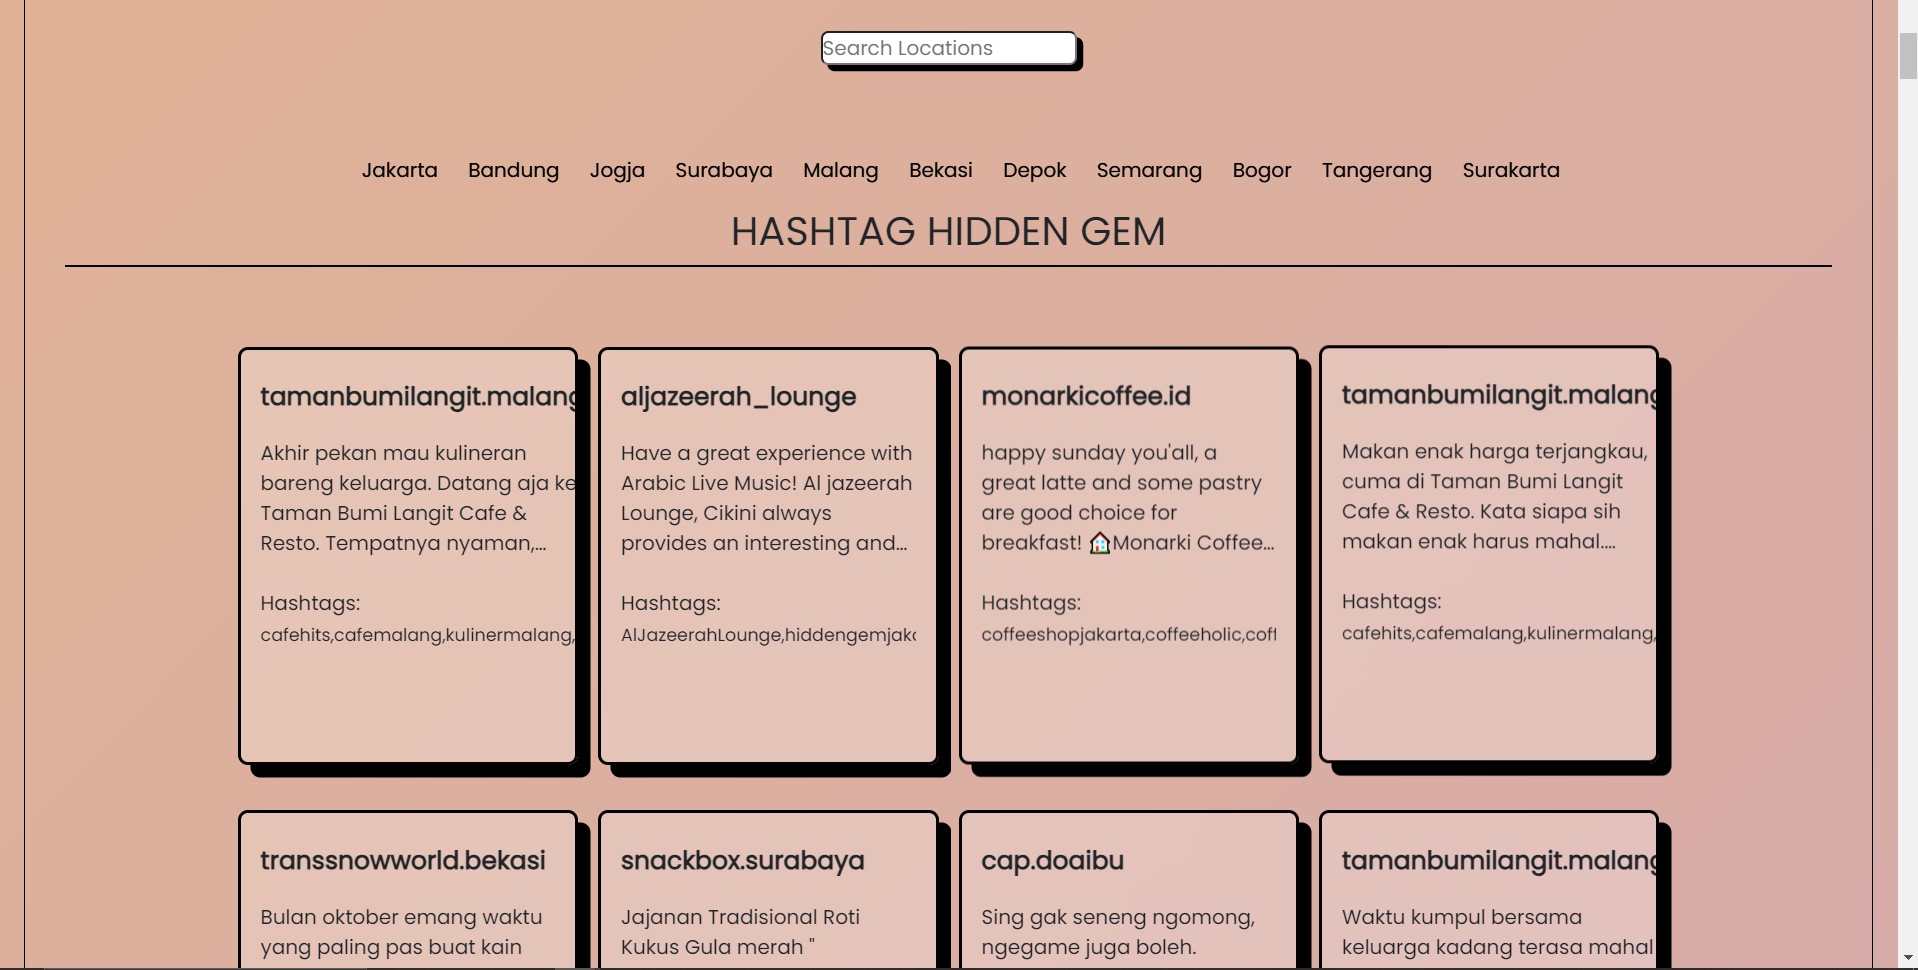 Search Locations
Jakarta Bandung Jogja Surabaya Malang Bekasi Depok Semarang Bogor Tangerang Surakarta
HASHTAG HIDDEN GEM
tamanbumilangit.malang
Akhir pekan mau kulineran
bareng keluarga. Datang aja ke
Taman Bumi Langit Cafe &
Resto. Tempatnya nyaman,...
Hashtags:
cafehits,cafemalang,kulinermalang,
aljazeerah_lounge
Have a great experience with
Arabic Live Music! Al jazeerah
Lounge, Cikini always
provides an interesting and...
Hashtags:
AlJazeerahLounge,hiddengemjak
monarkicoffee.id
happy sunday you'all, a
great latte and some pastry
are good choice for
breakfast! 🏠Monarki Coffee...
Hashtags:
coffeeshopjakarta,coffeeholic,coff
tamanbumilangit.malang
Makan enak harga terjangkau,
cuma di Taman Bumi Langit
Cafe & Resto. Kata siapa sih
makan enak harus mahal....
Hashtags:
cafehits,cafemalang,kulinermalang,
transsnowworld.bekasi
Bulan oktober emang waktu
yang paling pas buat kain
snackbox.surabaya
Jajanan Tradisional Roti
Kukus Gula merah "
cap.doaibu
Sing gak seneng ngomong,
ngegame juga boleh.
tamanbumilangit.malang
Waktu kumpul bersama
keluarga kadang terasa mahal